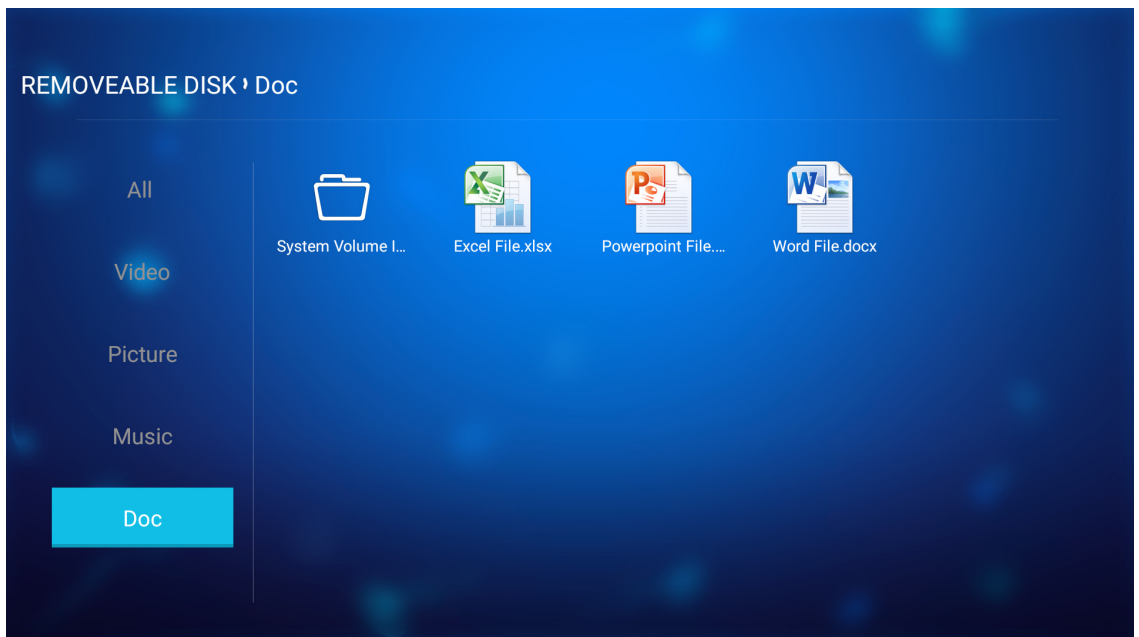 REMOVEABLE DISK › Doc
All
System Volume I...
Excel File.xlsx
Powerpoint File....
Word File.docx
Video
Picture
Music
Doc